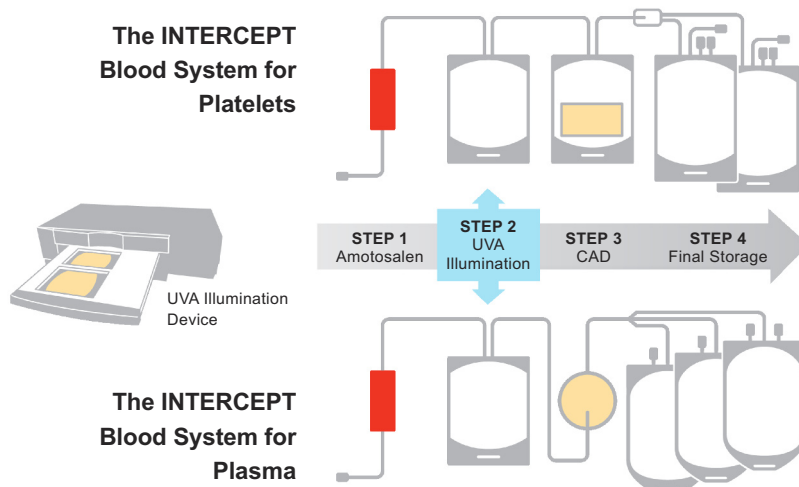 The INTERCEPT
Blood System for
Platelets
STEP 1
Amotosalen
STEP 2
UVA
Illumination
STEP 3
CAD
STEP 4
Final Storage
UVA Illumination
Device
The INTERCEPT
Blood System for
Plasma